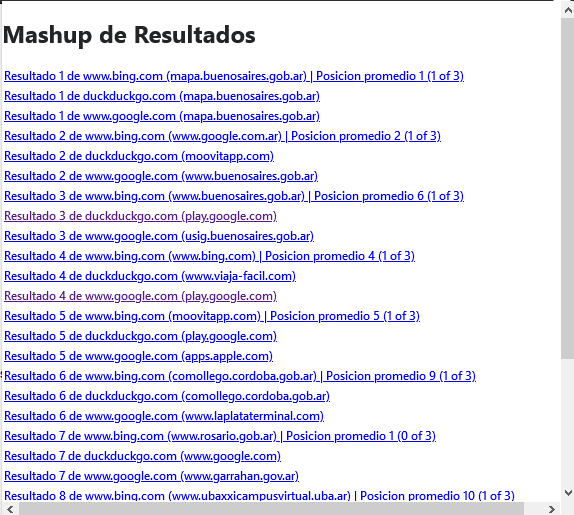 Mashup de Resultados
Resultado 1 de www.bing.com (mapa.buenosaires.gob.ar) | Posicion promedio 1 (1 of 3)
Resultado 1 de duckduckgo.com (mapa.buenosaires.gob.ar)
Resultado 1 de www.google.com (mapa.buenosaires.gob.ar)
Resultado 2 de www.bing.com (www.google.com.ar) | Posicion promedio 2 (1 of 3)
Resultado 2 de duckduckgo.com (moovitapp.com)
Resultado 2 de www.google.com (www.buenosaires.gob.ar)
Resultado 3 de www.bing.com (www.buenosaires.gob.ar) | Posicion promedio 6 (1 of 3)
Resultado 3 de duckduckgo.com (play.google.com)
Resultado 3 de www.google.com (usig.buenosaires.gob.ar)
Resultado 4 de www.bing.com (www.bing.com) | Posicion promedio 4 (1 of 3)
Resultado 4 de duckduckgo.com (www.viaja-facil.com)
Resultado 4 de www.google.com (play.google.com)
Resultado 5 de www.bing.com (moovitapp.com) | Posicion promedio 5 (1 of 3)
Resultado 5 de duckduckgo.com (play.google.com)
Resultado 5 de www.google.com (apps.apple.com)
Resultado 6 de www.bing.com (comollego.cordoba.gob.ar) | Posicion promedio 9 (1 of 3)
Resultado 6 de duckduckgo.com (comollego.cordoba.gob.ar)
Resultado 6 de www.google.com (www.laplataterminal.com)
Resultado 7 de www.bing.com (www.rosario.gob.ar) | Posicion promedio 1 (0 of 3)
Resultado 7 de duckduckgo.com (www.google.com)
Resultado 7 de www.google.com (www.garrahan.gov.ar)
Resultado 8 de www.bing.com (www.ubaxxicampusvirtual.uba.ar) | Posicion promedio 10 (1 of 3)